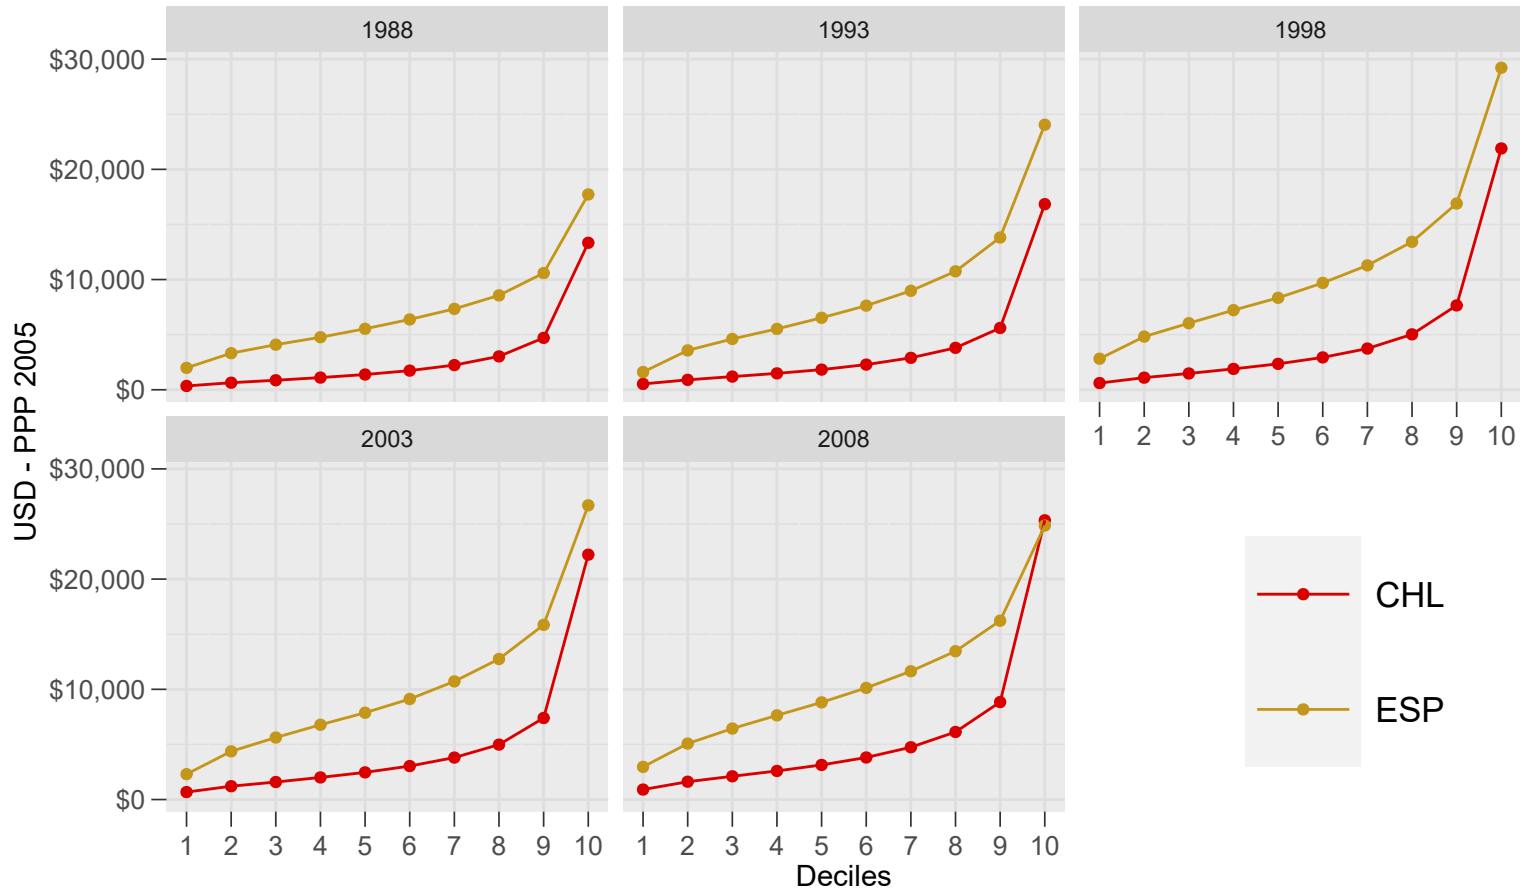 1988 1993 1998
$30,000
$20,000
$10,000
$0
1 2 3 4 5 6 7 8 9 10
2003 2008
$30,000
$20,000
$10,000
$0
1 2 3 4 5 6 7 8 9 10 1 2 3 4 5 6 7 8 9 10
Deciles
USD - PPP 2005
CHL
ESP